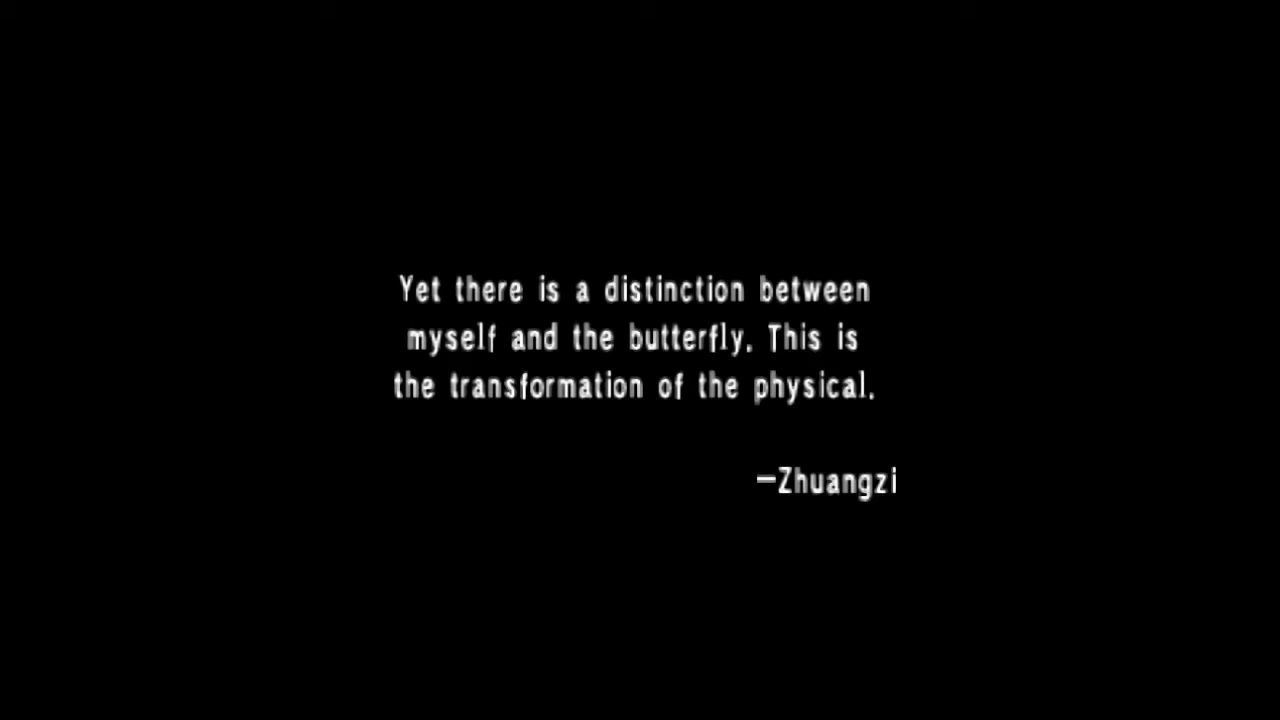 Yet there is a distinction between
myself and the butterfly. This is
the transformation of the physical.
—Zhuangzi